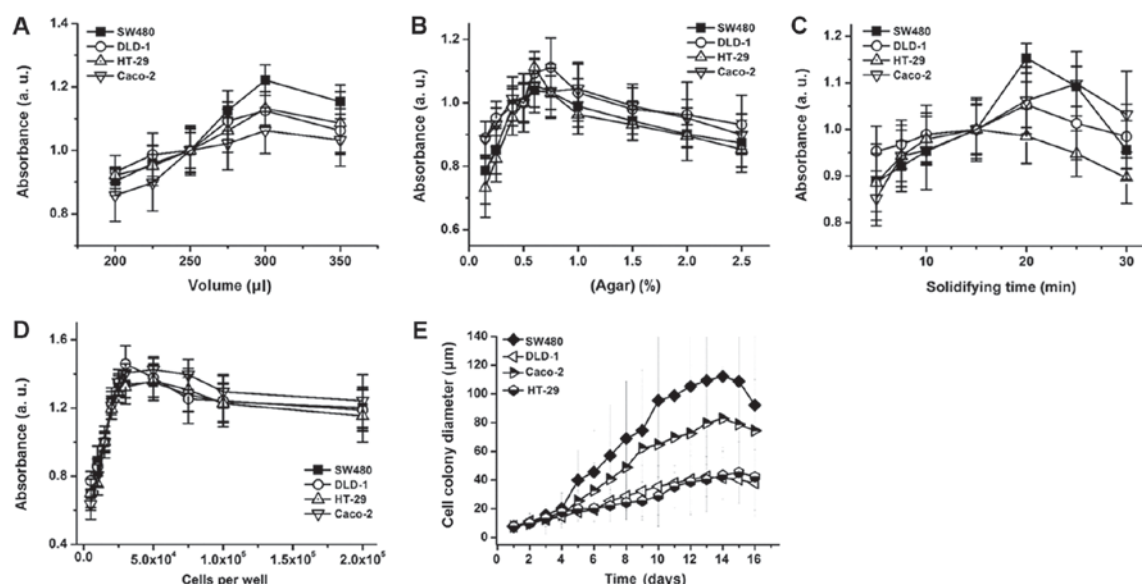 A
SW480
DLD-1
HT-29
Caco-2
Absorbance (a. u.)
1.4
1.2
1.0
0.8
200
250
300
350
Volume (µl)
B
SW480
DLD-1
HT-29
Caco-2
Absorbance (a. u.)
1.2
1.0
0.8
0.6
0.0
0.5
1.0
1.5
2.0
2.5
(Agar) (%)
C
SW480
DLD-1
HT-29
Caco-2
Absorbance (a. u.)
1.2
1.1
1.0
0.9
0.8
10
20
30
Solidifying time (min)
D
SW480
DLD-1
HT-29
Caco-2
Absorbance (a. u.)
1.6
1.2
0.8
0.4
0.0
5.0x10⁴
1.0x10⁵
1.5x10⁵
2.0x10⁵
Cells per well
E
SW480
DLD-1
Caco-2
HT-29
Cell colony diameter (µm)
140
120
100
80
60
40
20
0
0
2
4
6
8
10
12
14
16
Time (days)